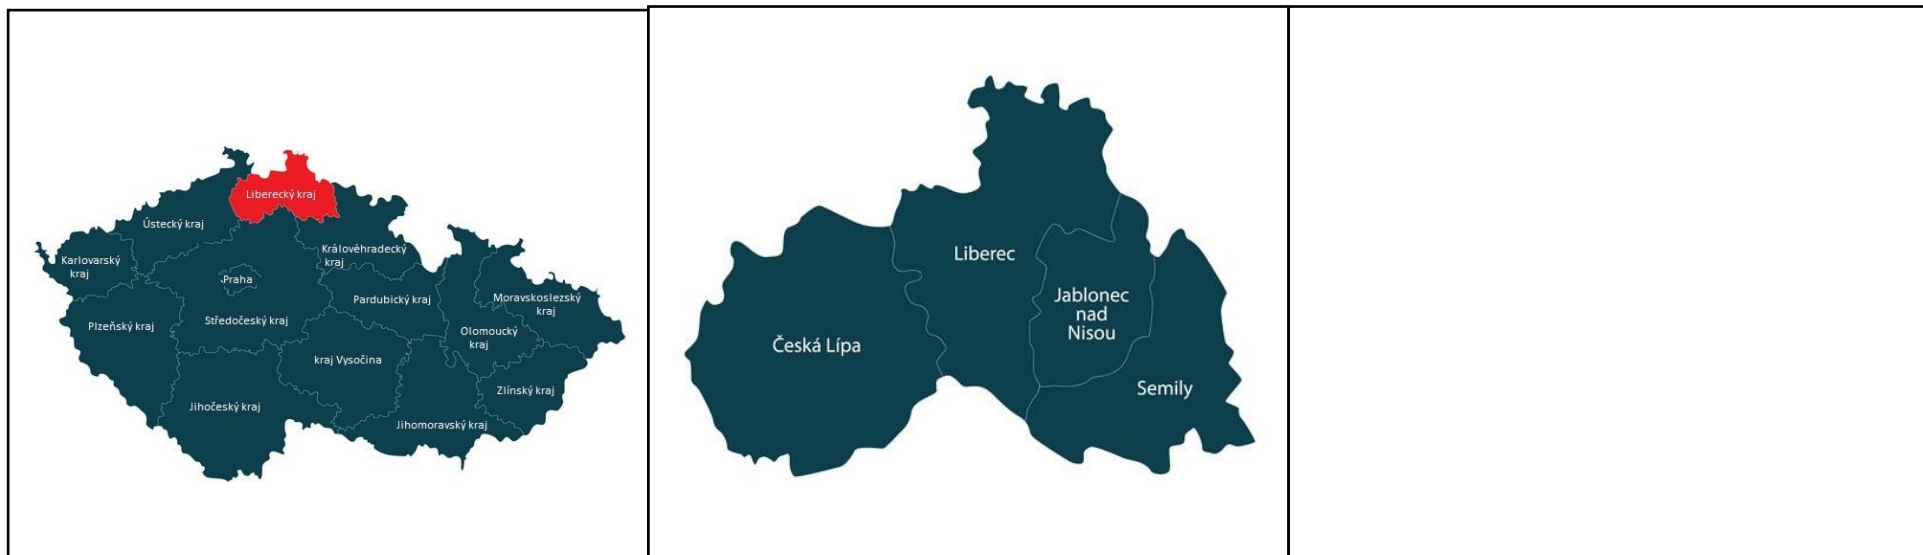 Liberecký kraj
Ústecký kraj
Karlovarský
kraj
Královéhradecký
kraj
Praha
Plzeňský kraj
Středočeský kraj
Pardubický kraj
Moravskoslezský
kraj
Olomoucký
kraj
kraj Vysočina
Zlínský kraj
Jihočeský kraj
Jihomoravský kraj
Liberec
Jablonec
nad
Nisou
Česká Lípa
Semily